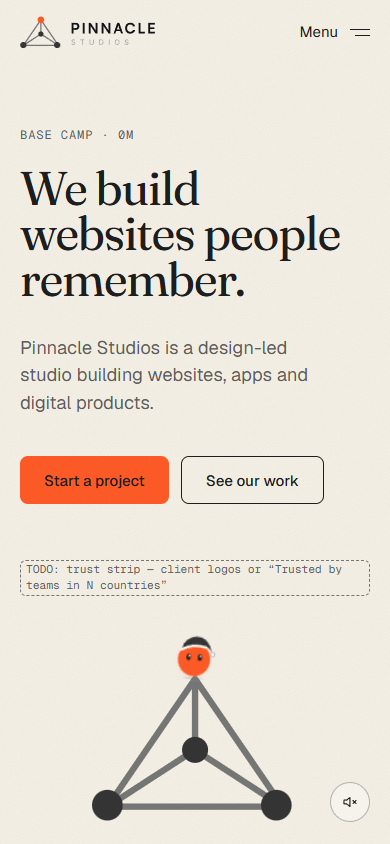 PINNACLE
STUDIOS
Menu
BASE CAMP · 0M
We build
websites people
remember.
Pinnacle Studios is a design-led
studio building websites, apps and
digital products.
Start a project
See our work
TODO: trust strip — client logos or “Trusted by
teams in N countries”